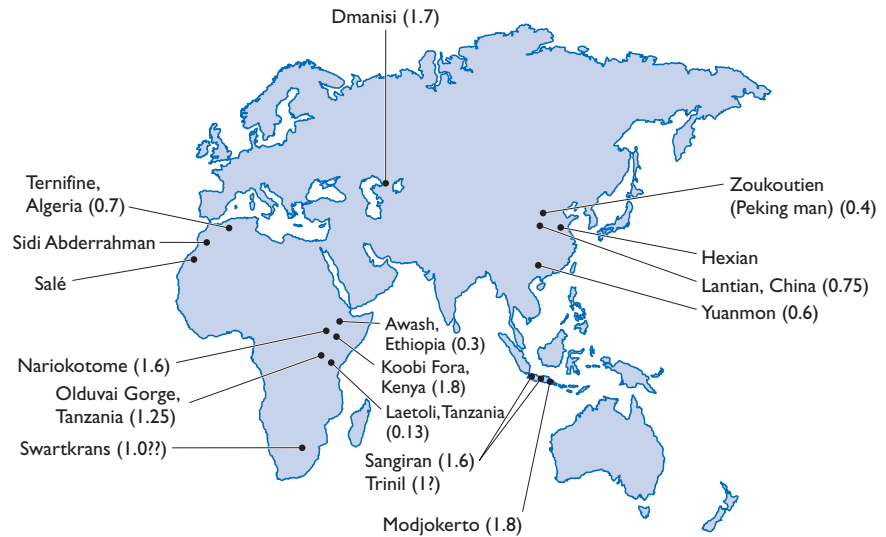 Dmanisi (1.7)
Ternifine,
Algeria (0.7)
Sidi Abderrahman
Salé
Zoukoutien
(Peking man) (0.4)
Hexian
Lantian, China (0.75)
Yuanmon (0.6)
Awash,
Ethiopia (0.3)
Koobi Fora,
Kenya (1.8)
Laetoli, Tanzania
(0.13)
Nariokotome (1.6)
Olduvai Gorge,
Tanzania (1.25)
Swartkrans (1.0??)
Sangiran (1.6)
Trinil (1?)
Modjokerto (1.8)